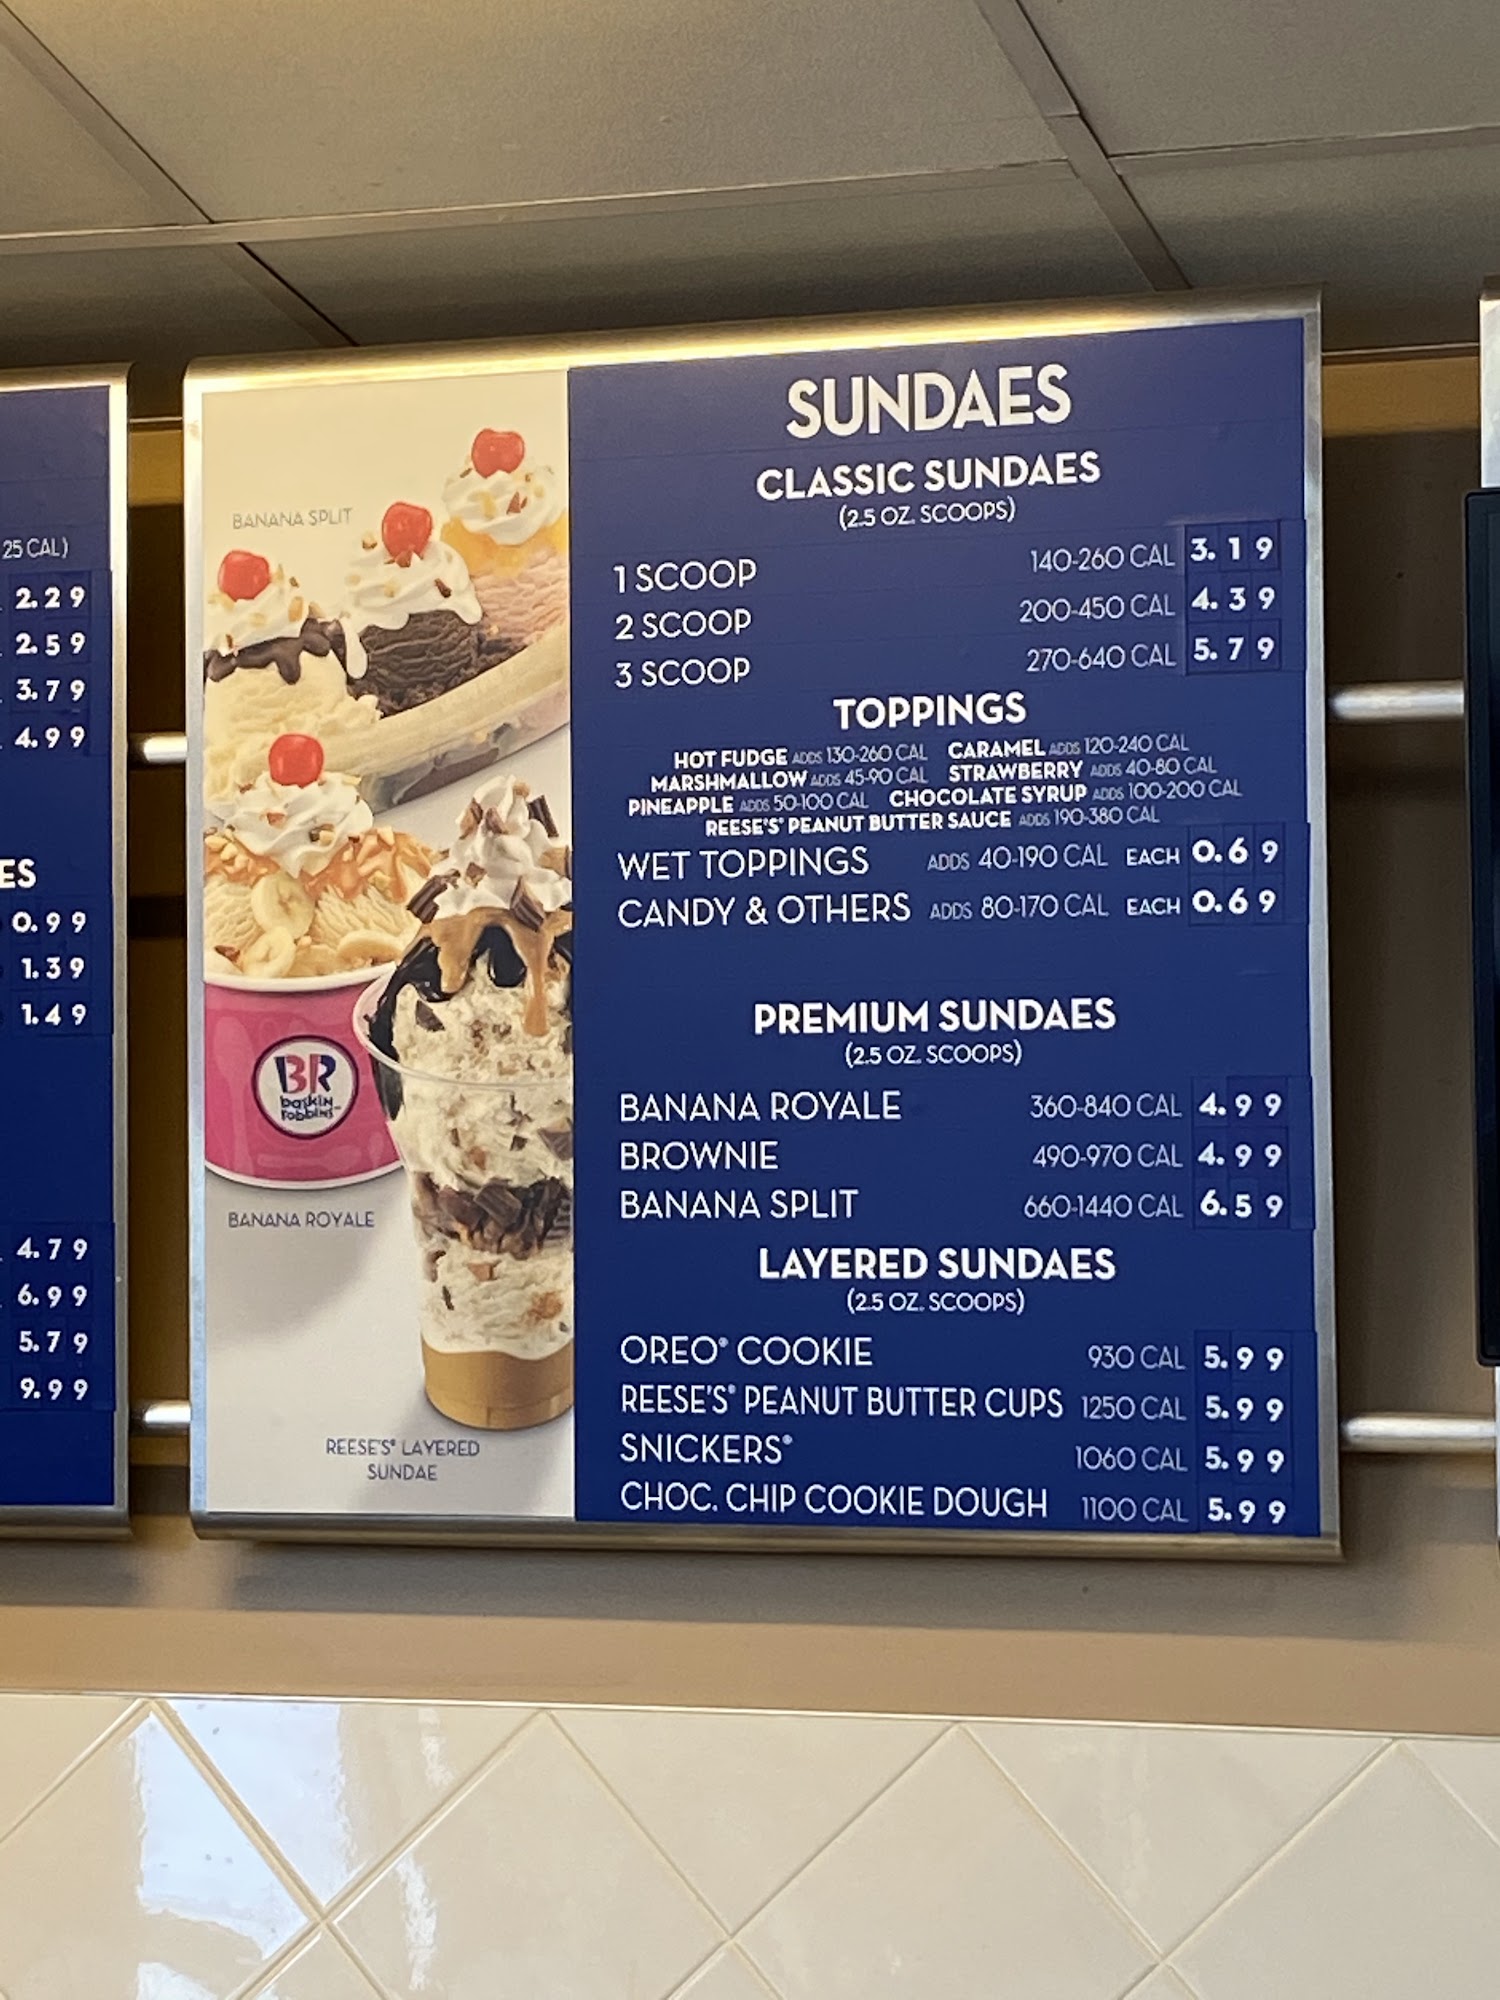 25 CAL)
2.29
2.59
3.79
4.99
ES
0.99
1.39
1.49
4.79
6.99
5.79
9.99
BANANA SPLIT
BR
baskin
robbins
BANANA ROYALE
REESE'S® LAYERED
SUNDAE
SUNDAES
CLASSIC SUNDAES
(2.5 OZ. SCOOPS)
1 SCOOP 140-260 CAL 3.19
2 SCOOP 200-450 CAL 4.39
3 SCOOP 270-640 CAL 5.79
TOPPINGS
HOT FUDGE ADDS 130-260 CAL CARAMEL ADDS 120-240 CAL
MARSHMALLOW ADDS 45-90 CAL STRAWBERRY ADDS 40-80 CAL
PINEAPPLE ADDS 50-100 CAL CHOCOLATE SYRUP ADDS 100-200 CAL
REESE'S® PEANUT BUTTER SAUCE ADDS 190-380 CAL
WET TOPPINGS ADDS 40-190 CAL EACH 0.69
CANDY & OTHERS ADDS 80-170 CAL EACH 0.69
PREMIUM SUNDAES
(2.5 OZ. SCOOPS)
BANANA ROYALE 360-840 CAL 4.99
BROWNIE 490-970 CAL 4.99
BANANA SPLIT 660-1440 CAL 6.59
LAYERED SUNDAES
(2.5 OZ. SCOOPS)
OREO® COOKIE 930 CAL 5.99
REESE'S® PEANUT BUTTER CUPS 1250 CAL 5.99
SNICKERS® 1060 CAL 5.99
CHOC. CHIP COOKIE DOUGH 1100 CAL 5.99